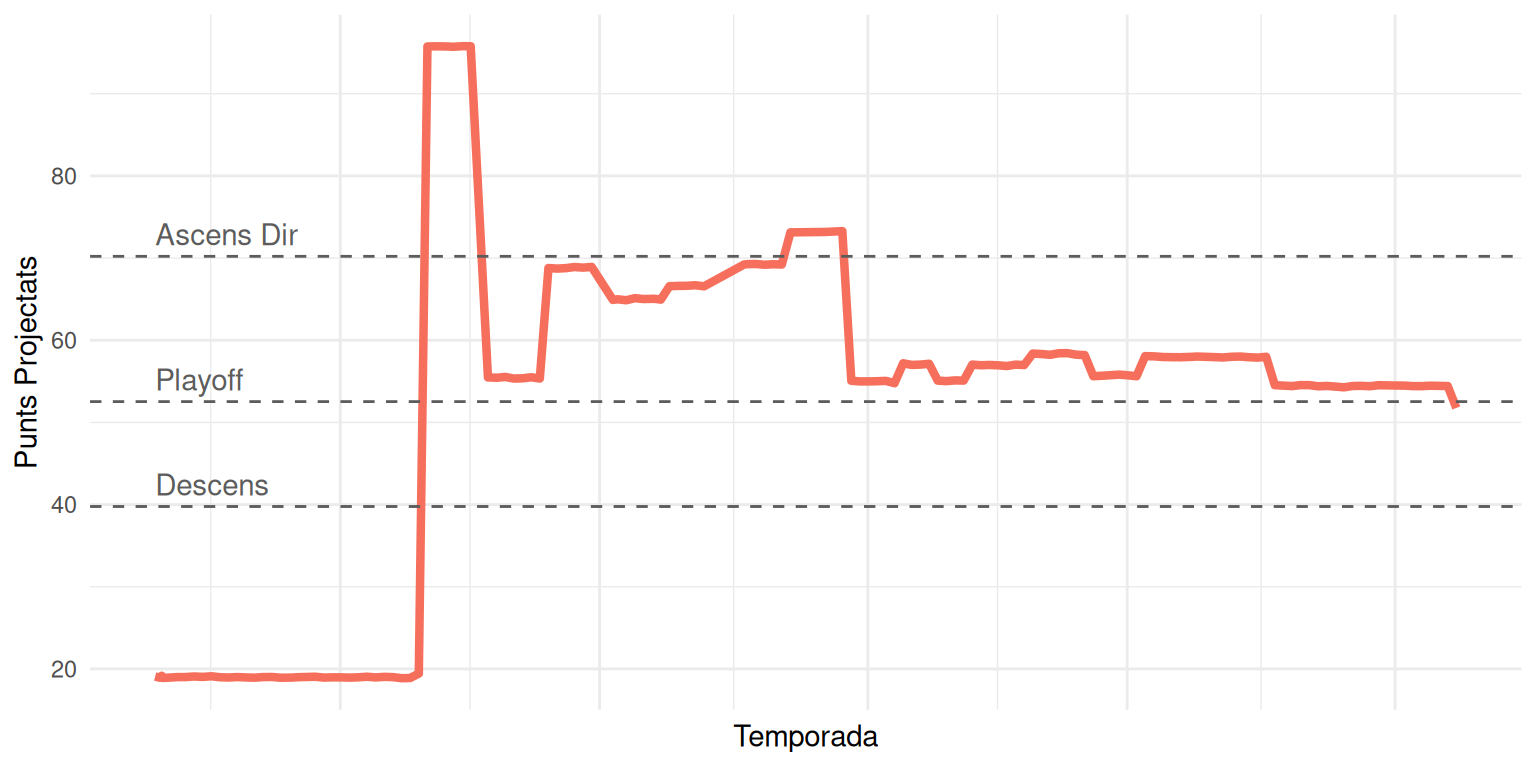 80
Ascens Dir
Punts Projectats
60
Playoff
Descens
40
20
Temporada